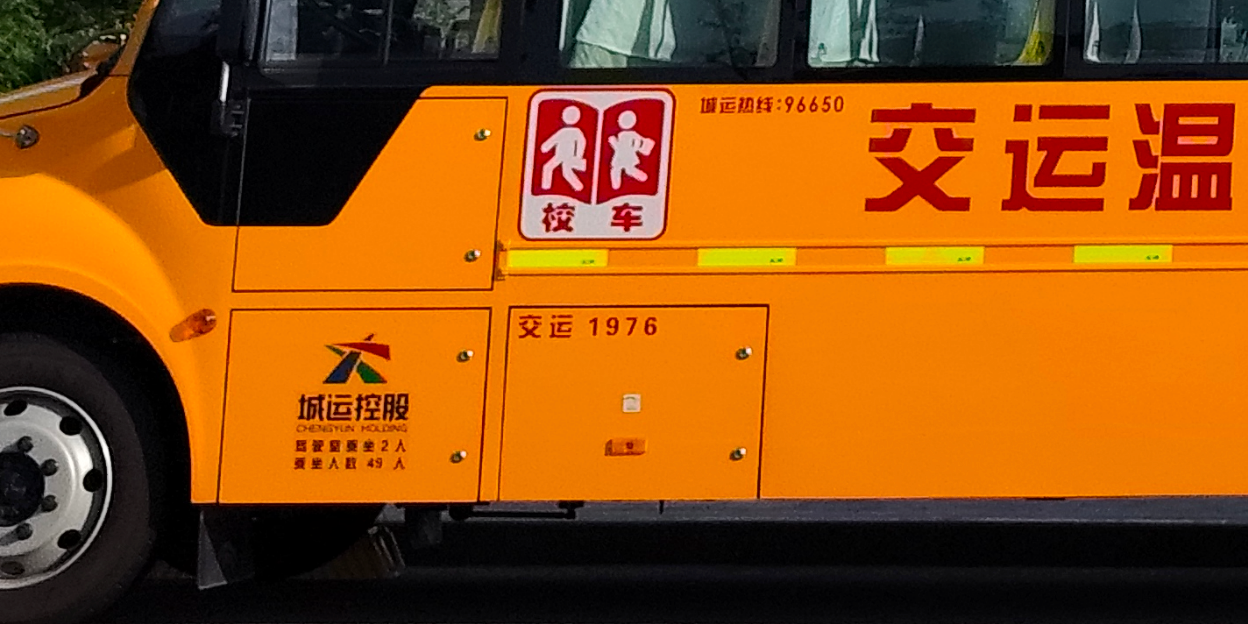 城运热线:96650
交运温
校车
交运 1976
城运控股
CHENGYUN HOLDING
驾驶室乘坐2人
乘坐人数 49 人